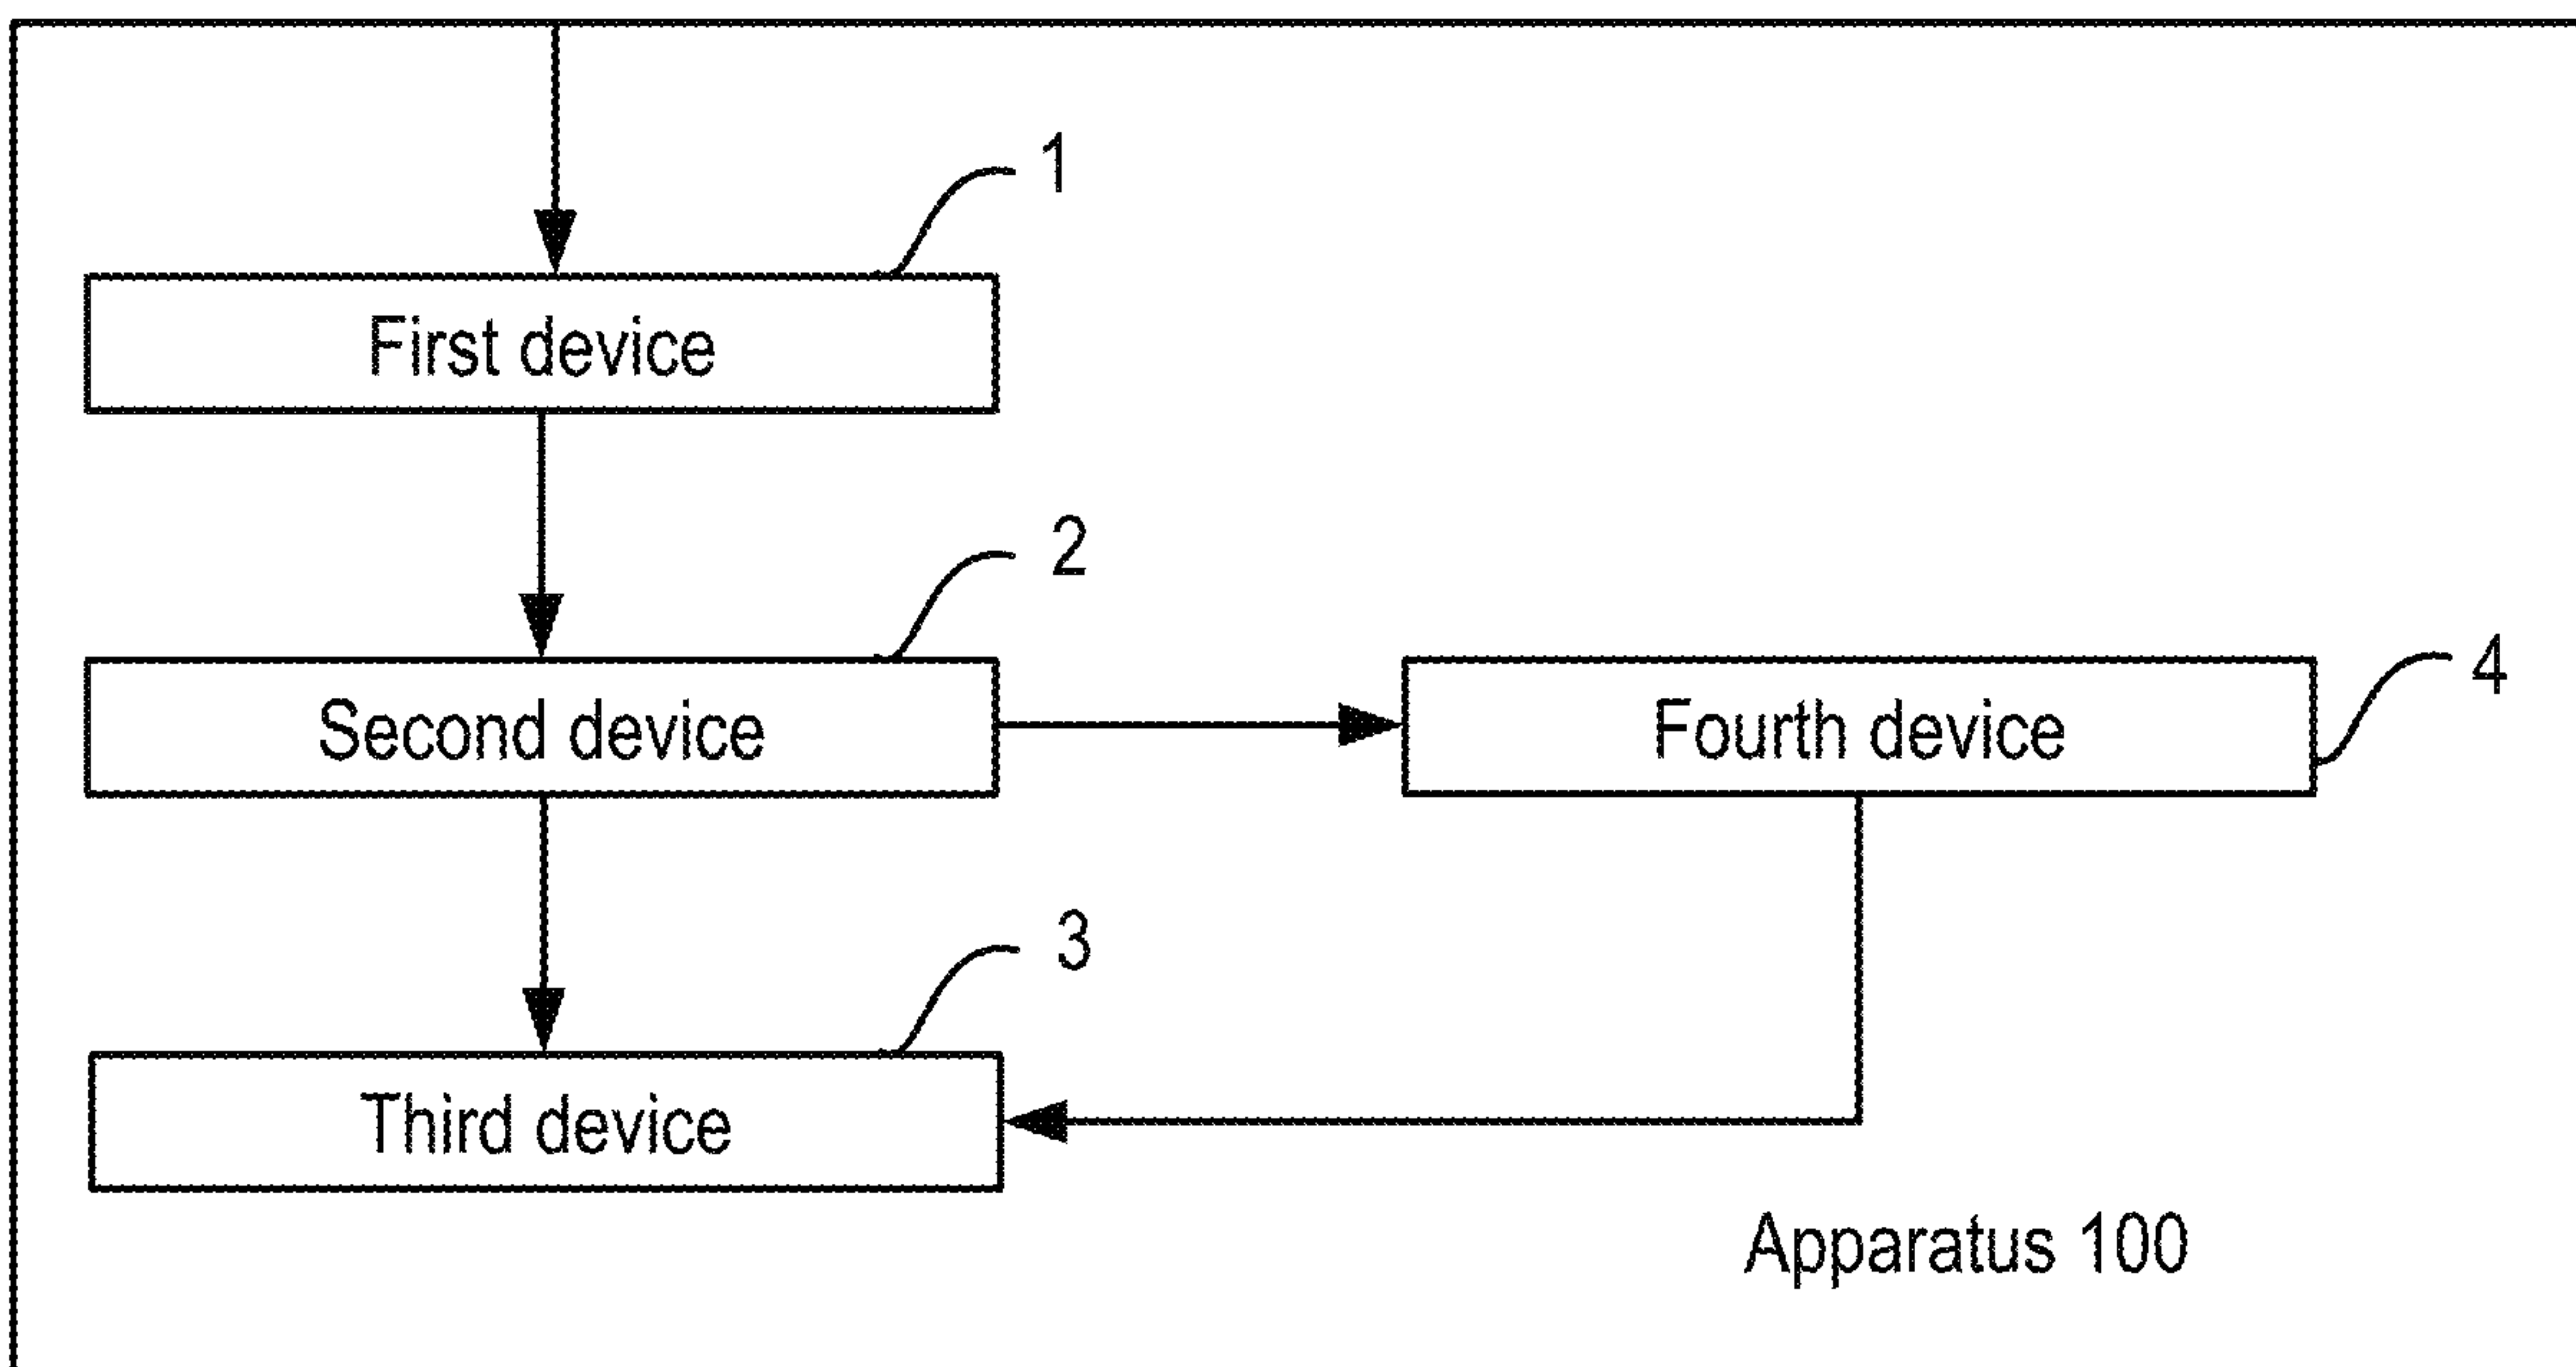 1
First device
2
Second device
Fourth device
4
3
Third device
Apparatus 100